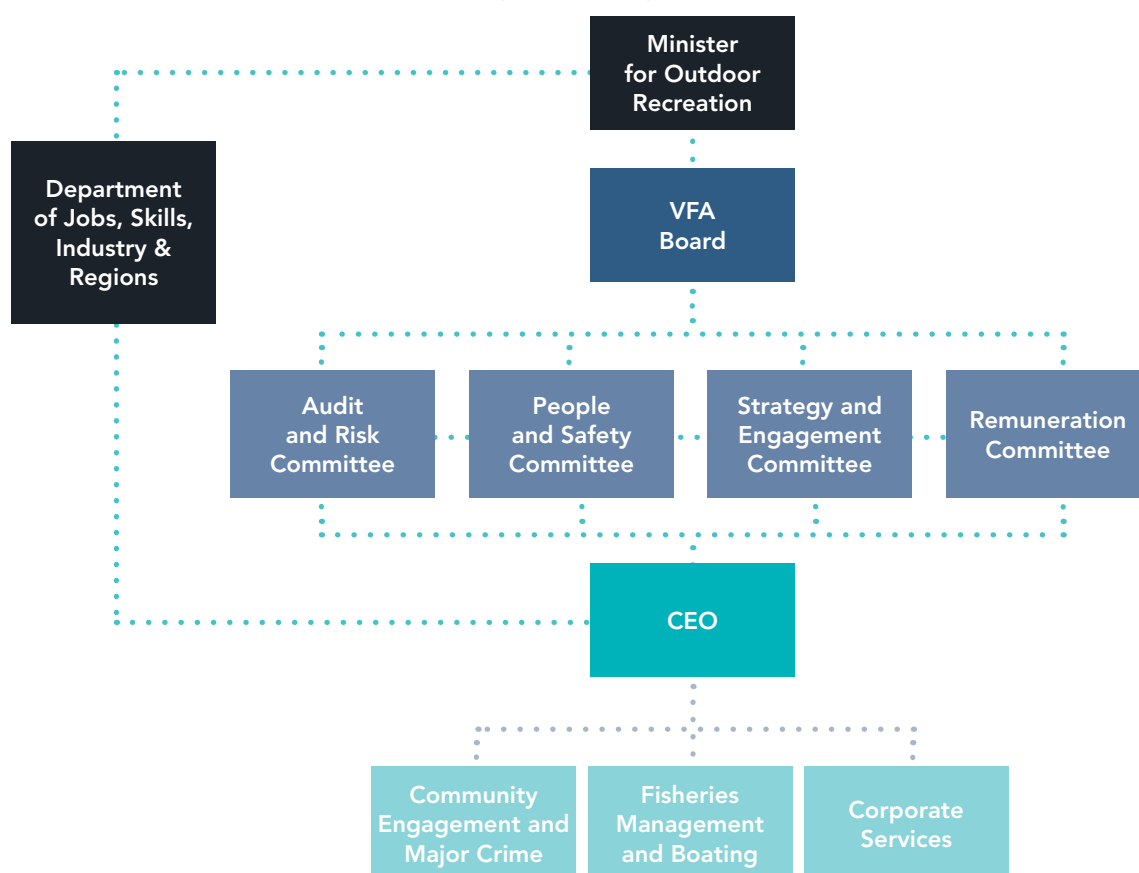 Minister
for Outdoor
Recreation
Department
of Jobs, Skills,
Industry &
Regions
VFA
Board
Audit
and Risk
Committee
People
and Safety
Committee
Strategy and
Engagement
Committee
Remuneration
Committee
CEO
Community
Engagement and
Major Crime
Fisheries
Management
and Boating
Corporate
Services